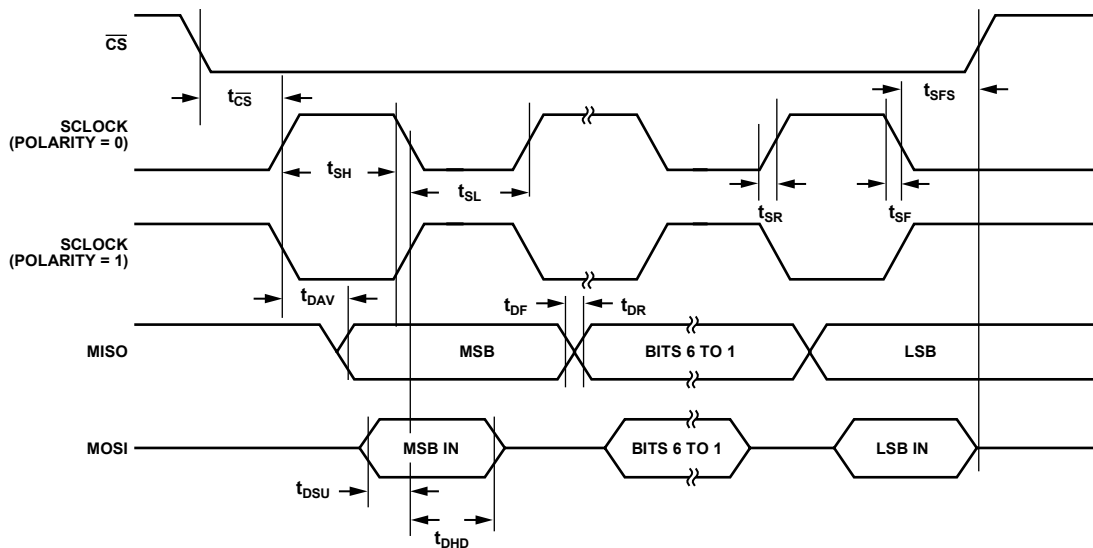 CS
tCS
tSFS
SCLOCK
(POLARITY = 0)
tSH
tSL
tSR
tSF
SCLOCK
(POLARITY = 1)
tDAV
tDF
tDR
MISO
MSB
BITS 6 TO 1
LSB
MOSI
MSB IN
BITS 6 TO 1
LSB IN
tDSU
tDHD